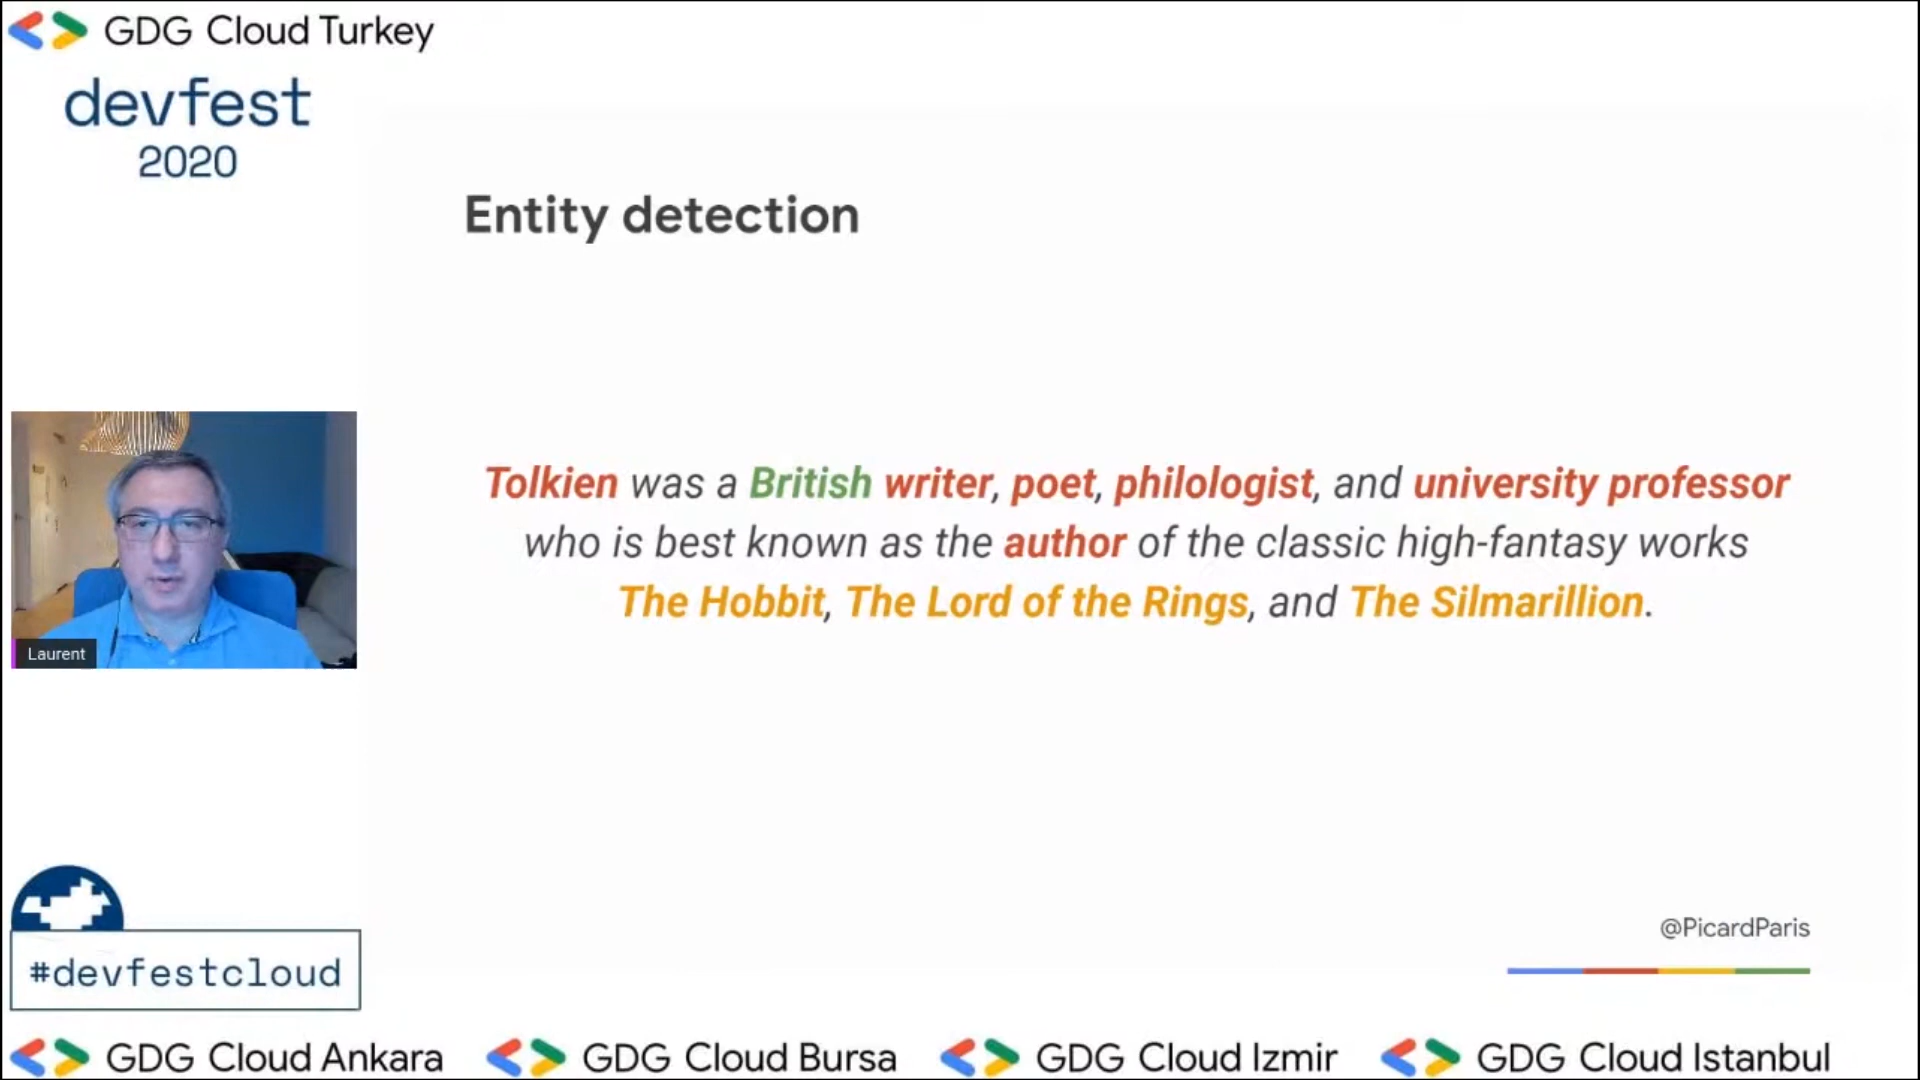 GDG Cloud Turkey
devfest
2020
Entity detection
Tolkien was a British writer, poet, philologist, and university professor
who is best known as the author of the classic high-fantasy works
The Hobbit, The Lord of the Rings, and The Silmarillion.
Laurent
@PicardParis
#devfestcloud
GDG Cloud Ankara
GDG Cloud Bursa
GDG Cloud Izmir
GDG Cloud Istanbul